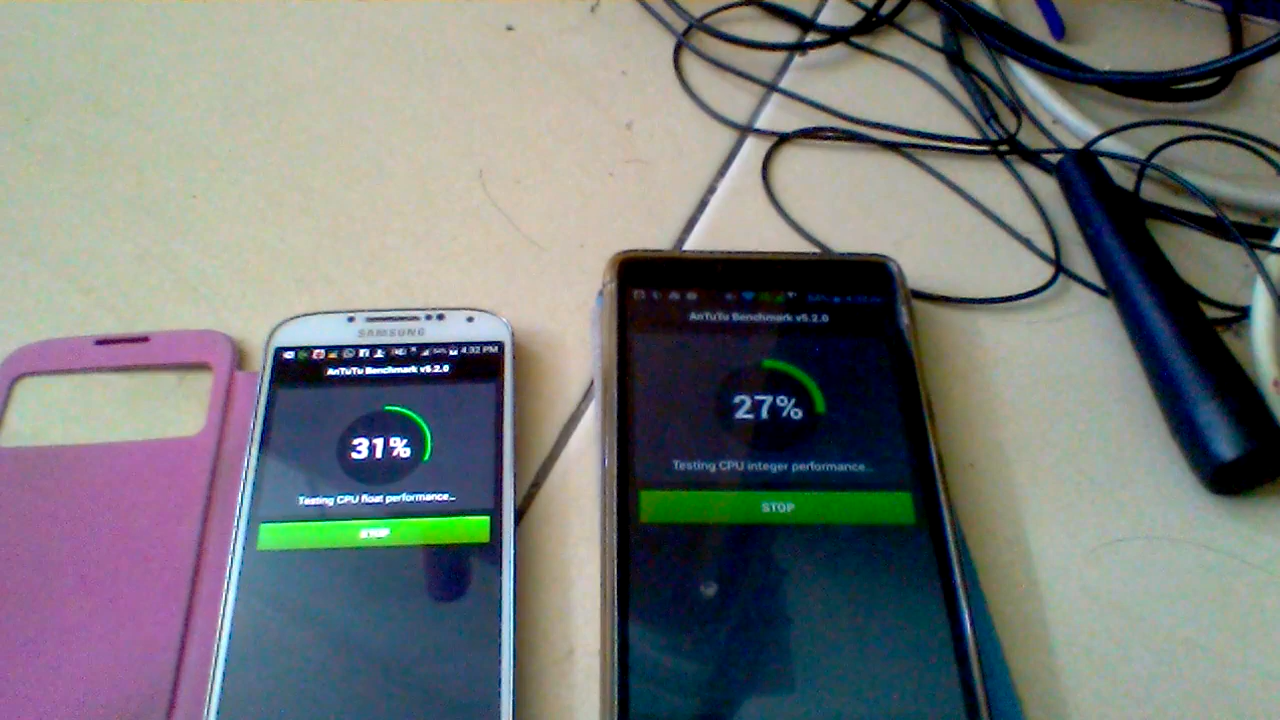 SAMSUNG
4:32 PM
AnTuTu Benchmark v5.2.0
31%
Testing CPU float performance...
STOP
AnTuTu Benchmark v5.2.0
27%
Testing CPU integer performance...
STOP